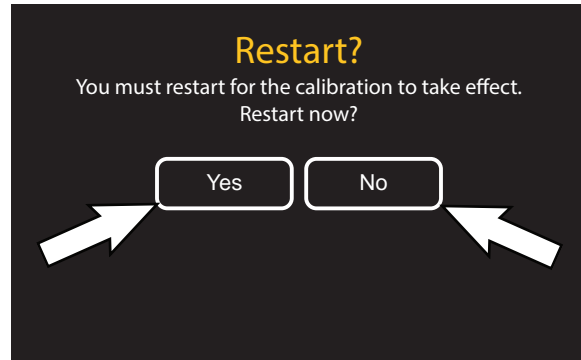 Restart?
You must restart for the calibration to take effect.
Restart now?
Yes No